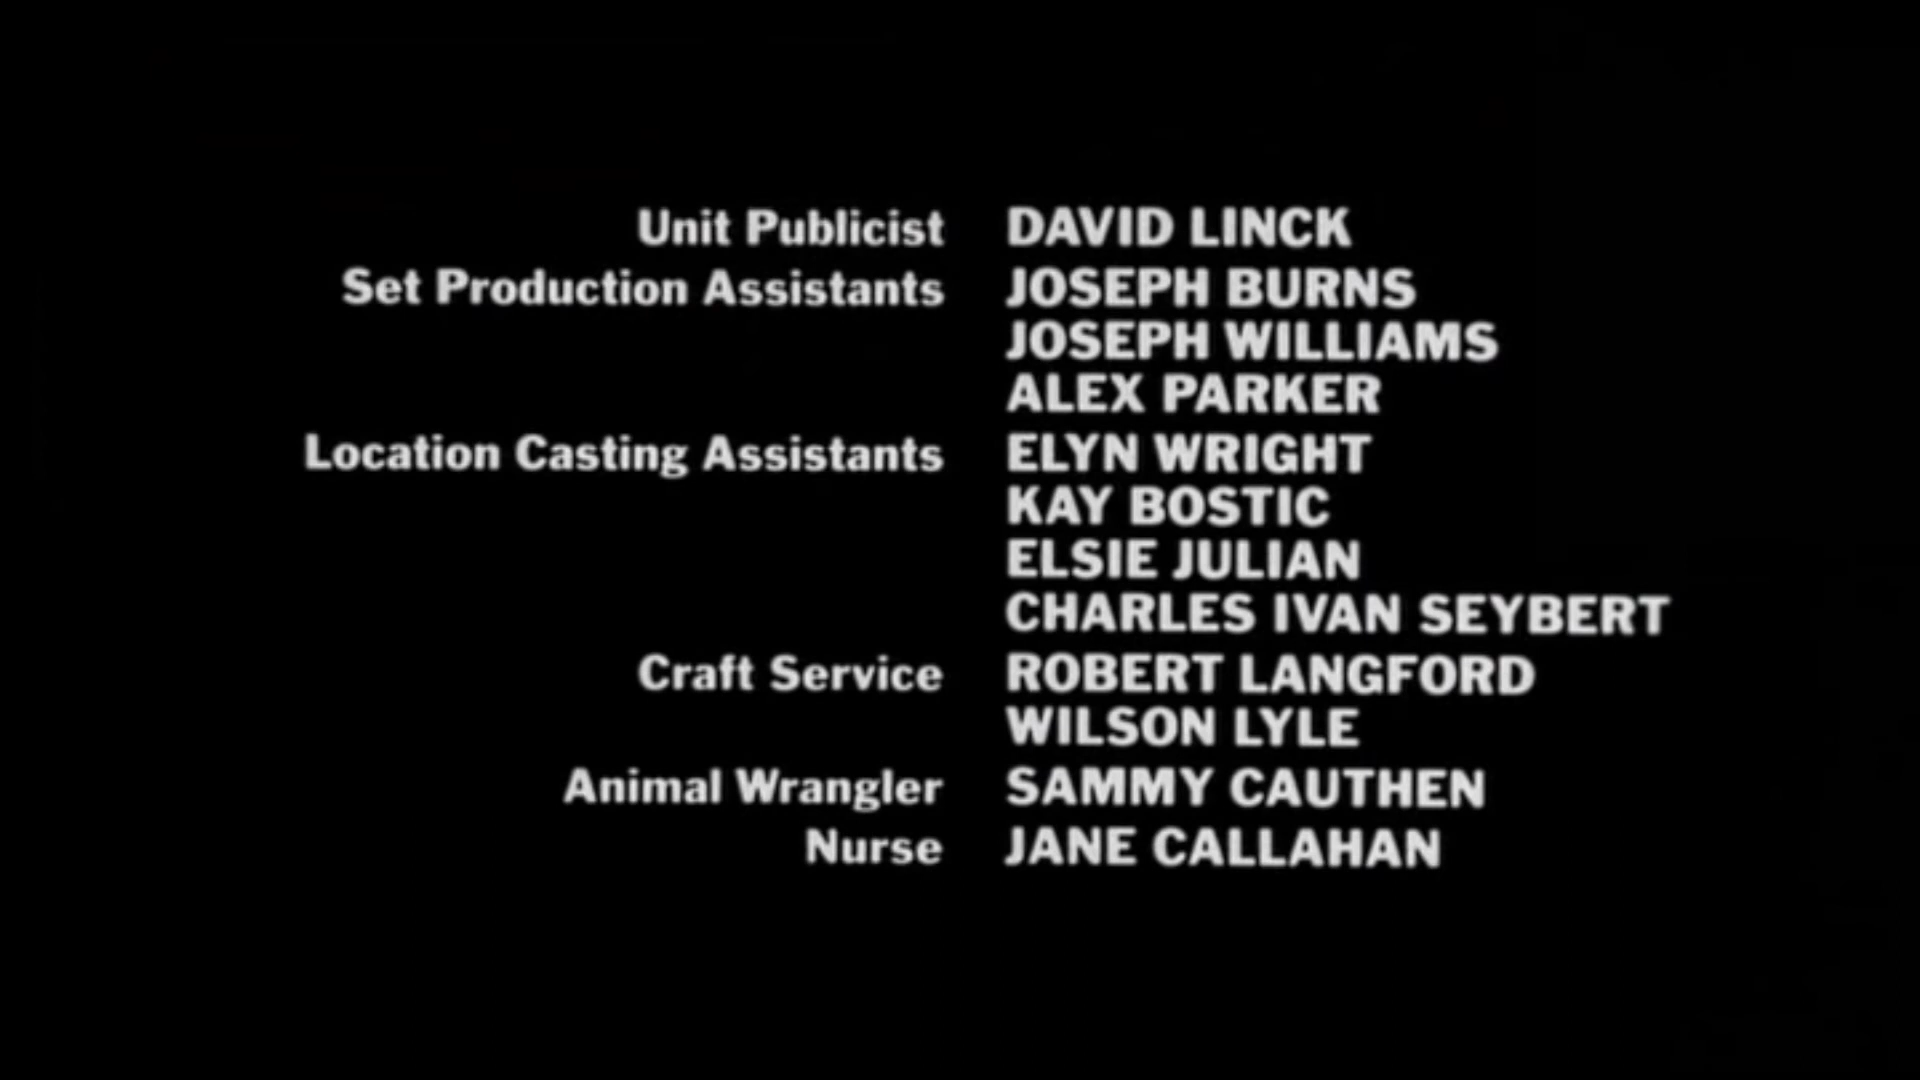 Unit Publicist DAVID LINCK
Set Production Assistants JOSEPH BURNS
JOSEPH WILLIAMS
ALEX PARKER
Location Casting Assistants ELYN WRIGHT
KAY BOSTIC
ELSIE JULIAN
CHARLES IVAN SEYBERT
Craft Service ROBERT LANGFORD
WILSON LYLE
Animal Wrangler SAMMY CAUTHEN
Nurse JANE CALLAHAN